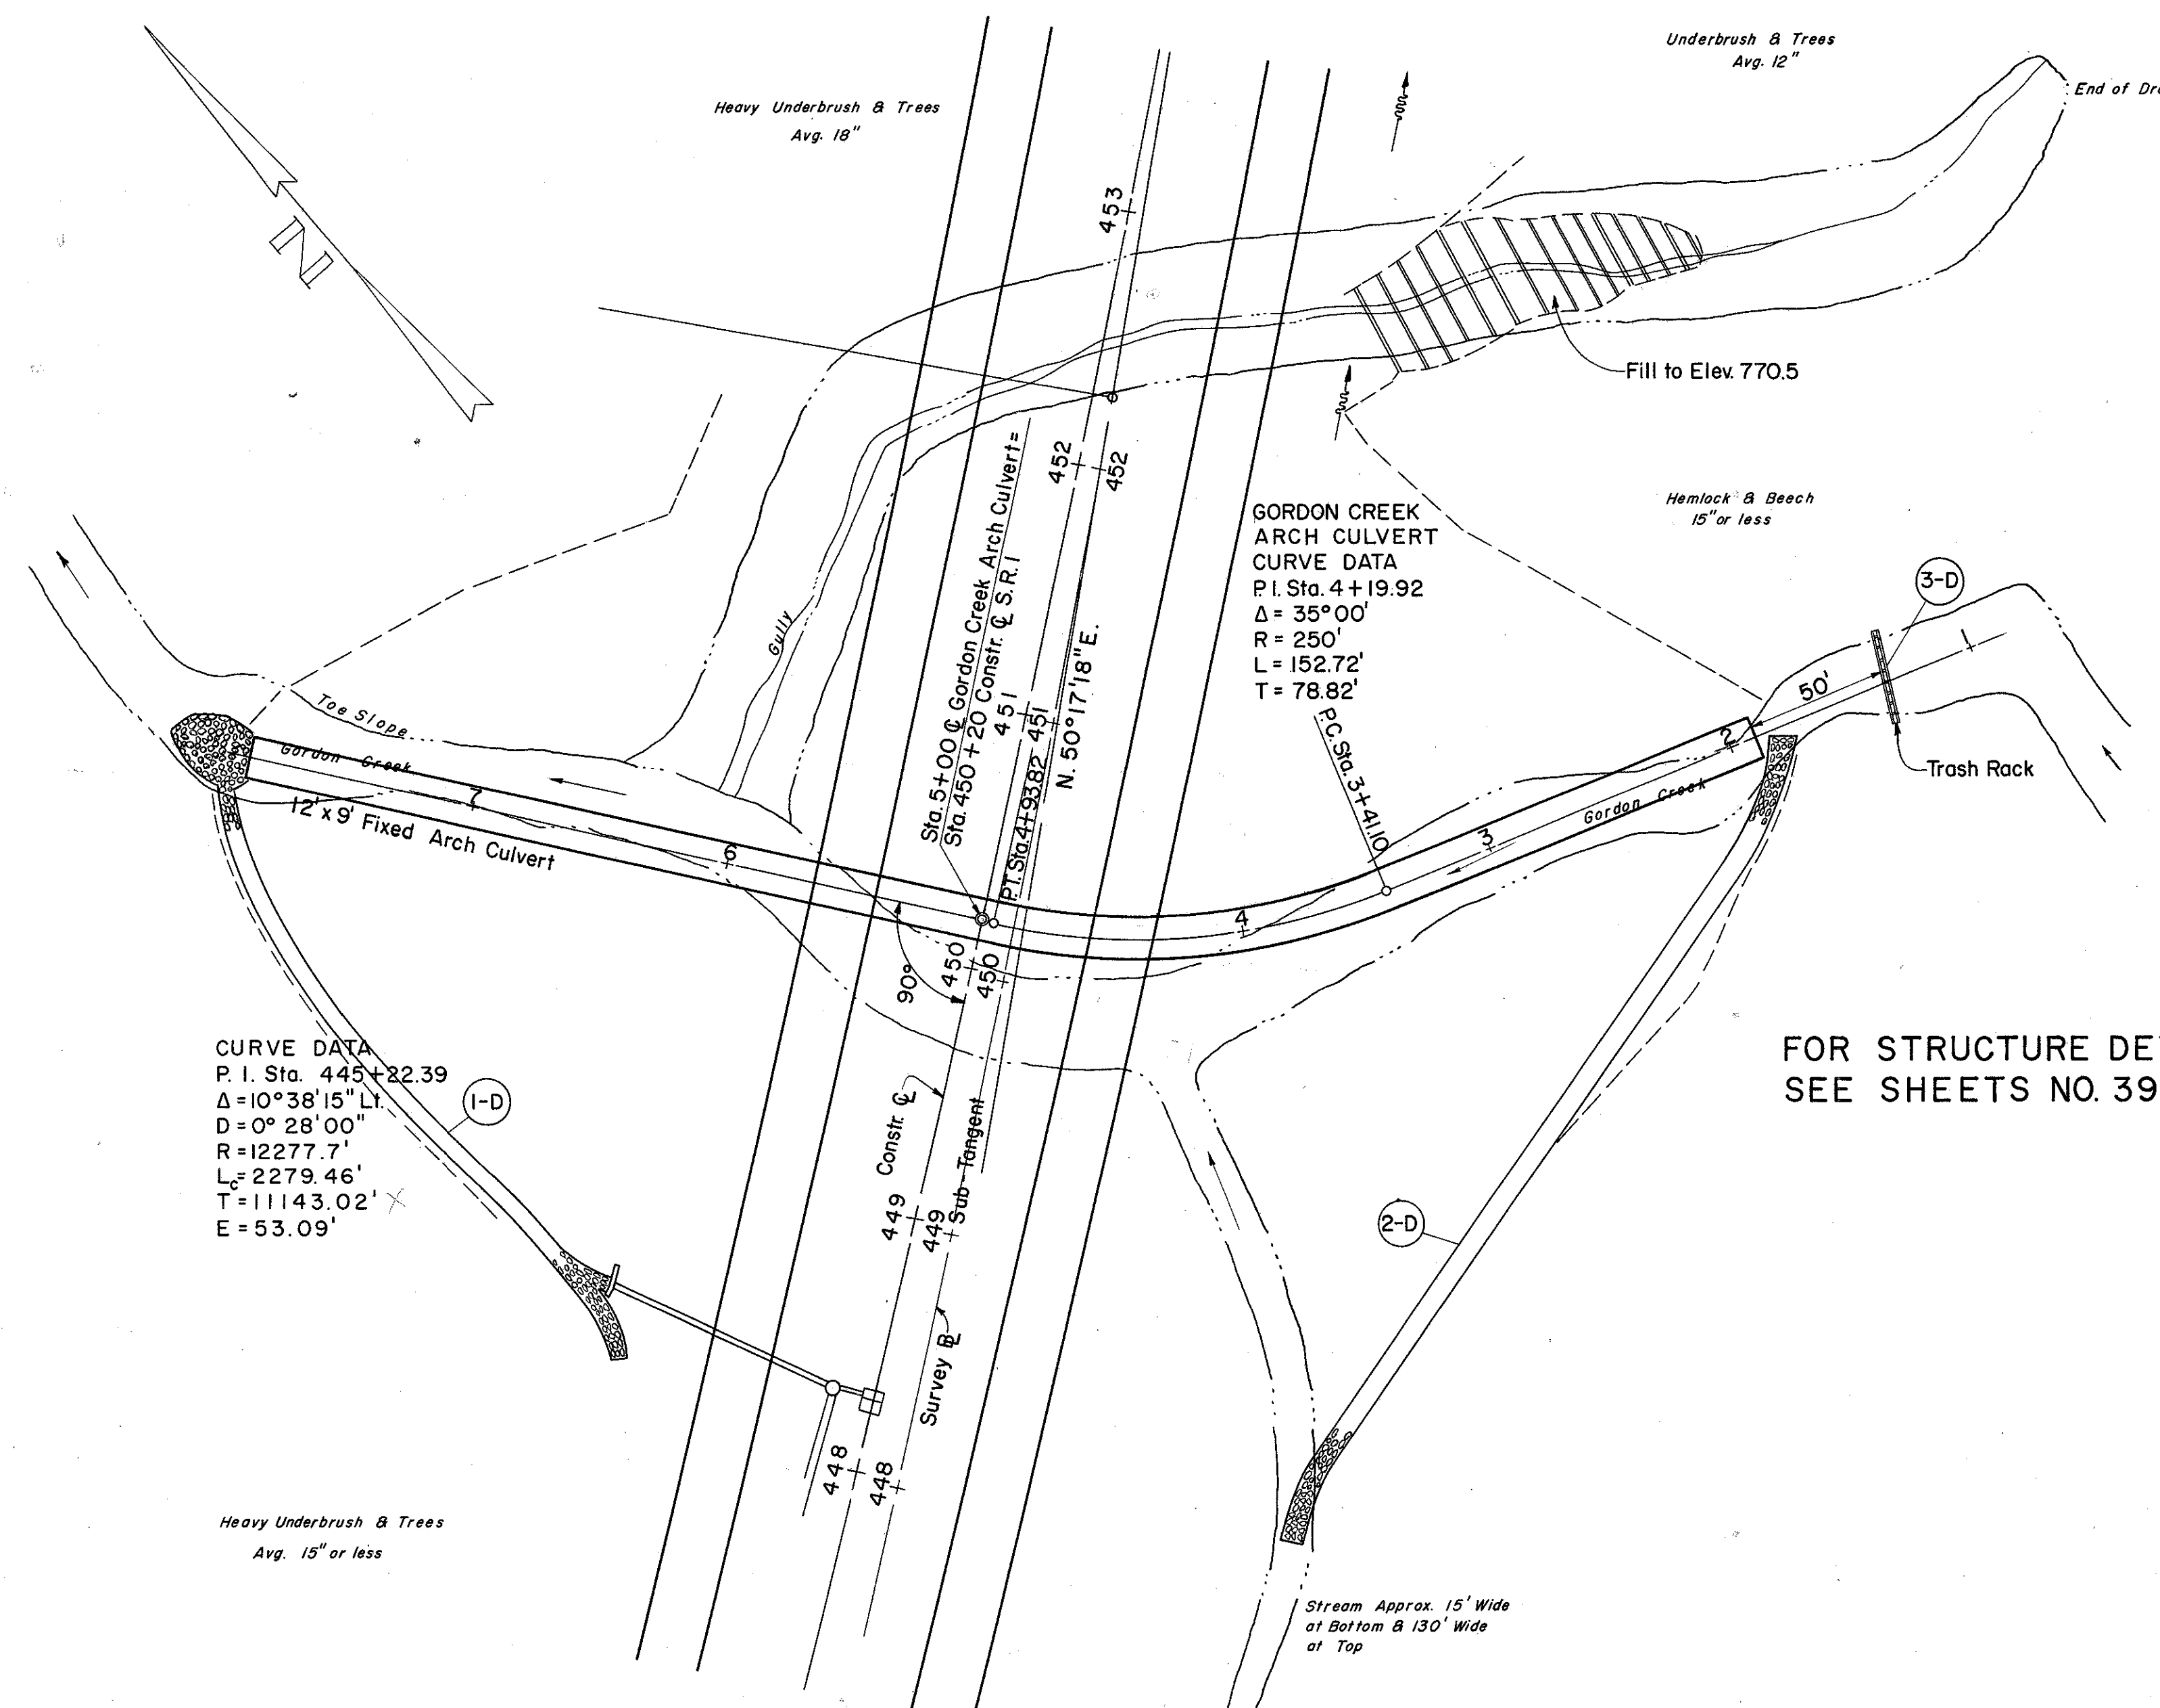 Underbrush & Trees
Avg. 12"
End of Dr
Heavy Underbrush & Trees
Avg. 18"
N
453
Fill to Elev. 770.5
452
452
Hemlock & Beech
15" or less
GORDON CREEK
ARCH CULVERT
CURVE DATA
P.I. Sta. 4+19.92
Δ = 35°00'
R = 250'
L = 152.72'
T = 78.82'
Sta. 5+00 ℄ Gordon Creek Arch Culvert =
Sta. 450+20 Constr. ℄ S.R. 1
451
451
P.T. Sta. 4+93.82
N. 50°17'18" E.
P.C. Sta. 3+41.10
Gully
3-D
1
50'
Trash Rack
Toe Slope
Gordon Creek
12' x 9' Fixed Arch Culvert
7
6
4
3
2
Gordon Creek
90°
450
450
CURVE DATA
P. I. Sta. 445+22.39
Δ = 10°38'15" Lt.
D = 0° 28' 00"
R = 12277.7'
Lc = 2279.46'
T = 11143.02' X
E = 53.09'
1-D
Constr. ℄
Sub-Tangent
449
449
2-D
FOR STRUCTURE DE
SEE SHEETS NO. 39
Survey BL
448
448
Heavy Underbrush & Trees
Avg. 15" or less
Stream Approx. 15' Wide
at Bottom & 130' Wide
at Top